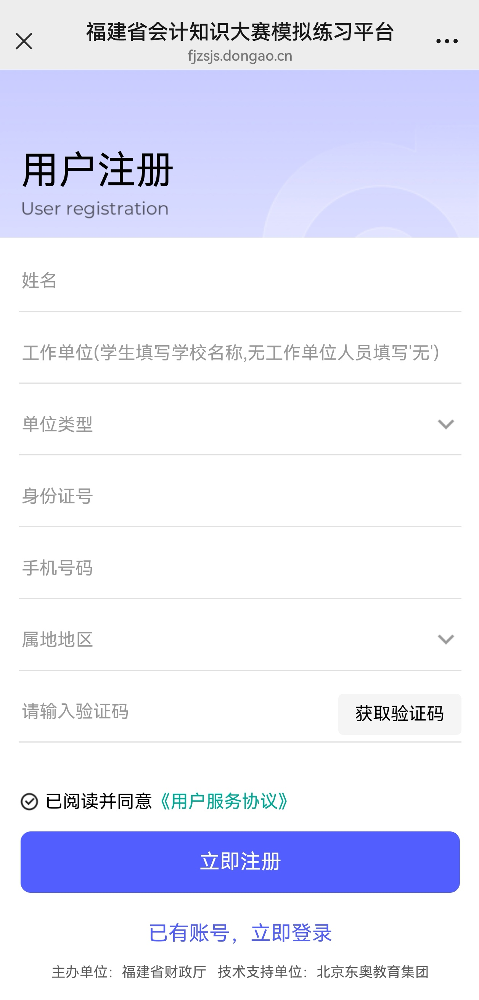 福建省会计知识大赛模拟练习平台
fjzsjs.dongao.cn
用户注册
User registration
姓名
工作单位(学生填写学校名称,无工作单位人员填写'无')
单位类型
身份证号
手机号码
属地地区
请输入验证码
获取验证码
已阅读并同意《用户服务协议》
立即注册
已有账号，立即登录
主办单位：福建省财政厅 技术支持单位：北京东奥教育集团